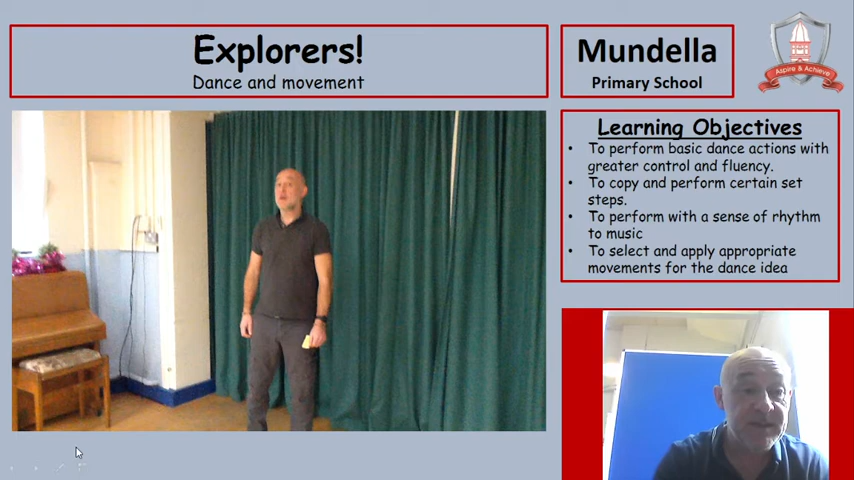 Explorers!
Dance and movement
Mundella
Primary School
Aspire & Achieve
Learning Objectives
• To perform basic dance actions with
greater control and fluency.
• To copy and perform certain set
steps.
• To perform with a sense of rhythm
to music
• To select and apply appropriate
movements for the dance idea